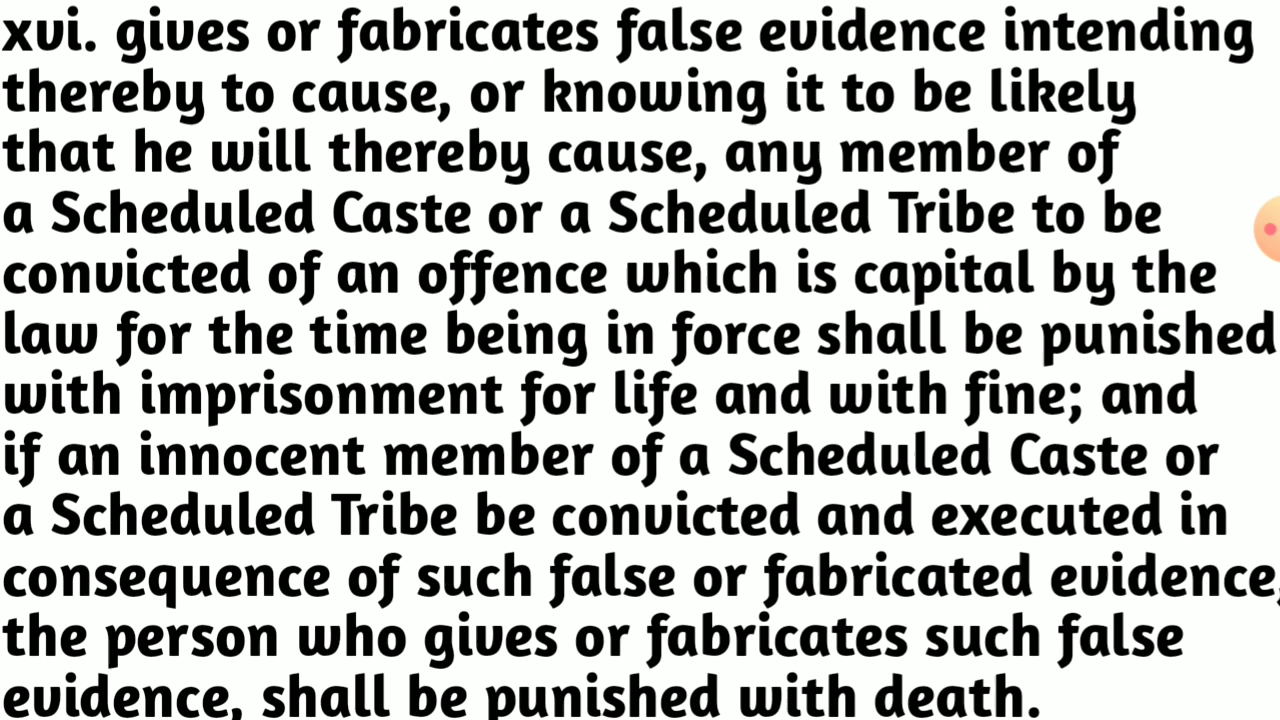 xvi. gives or fabricates false evidence intending
thereby to cause, or knowing it to be likely
that he will thereby cause, any member of
a Scheduled Caste or a Scheduled Tribe to be
convicted of an offence which is capital by the
law for the time being in force shall be punished
with imprisonment for life and with fine; and
if an innocent member of a Scheduled Caste or
a Scheduled Tribe be convicted and executed in
consequence of such false or fabricated evidence,
the person who gives or fabricates such false
evidence, shall be punished with death.